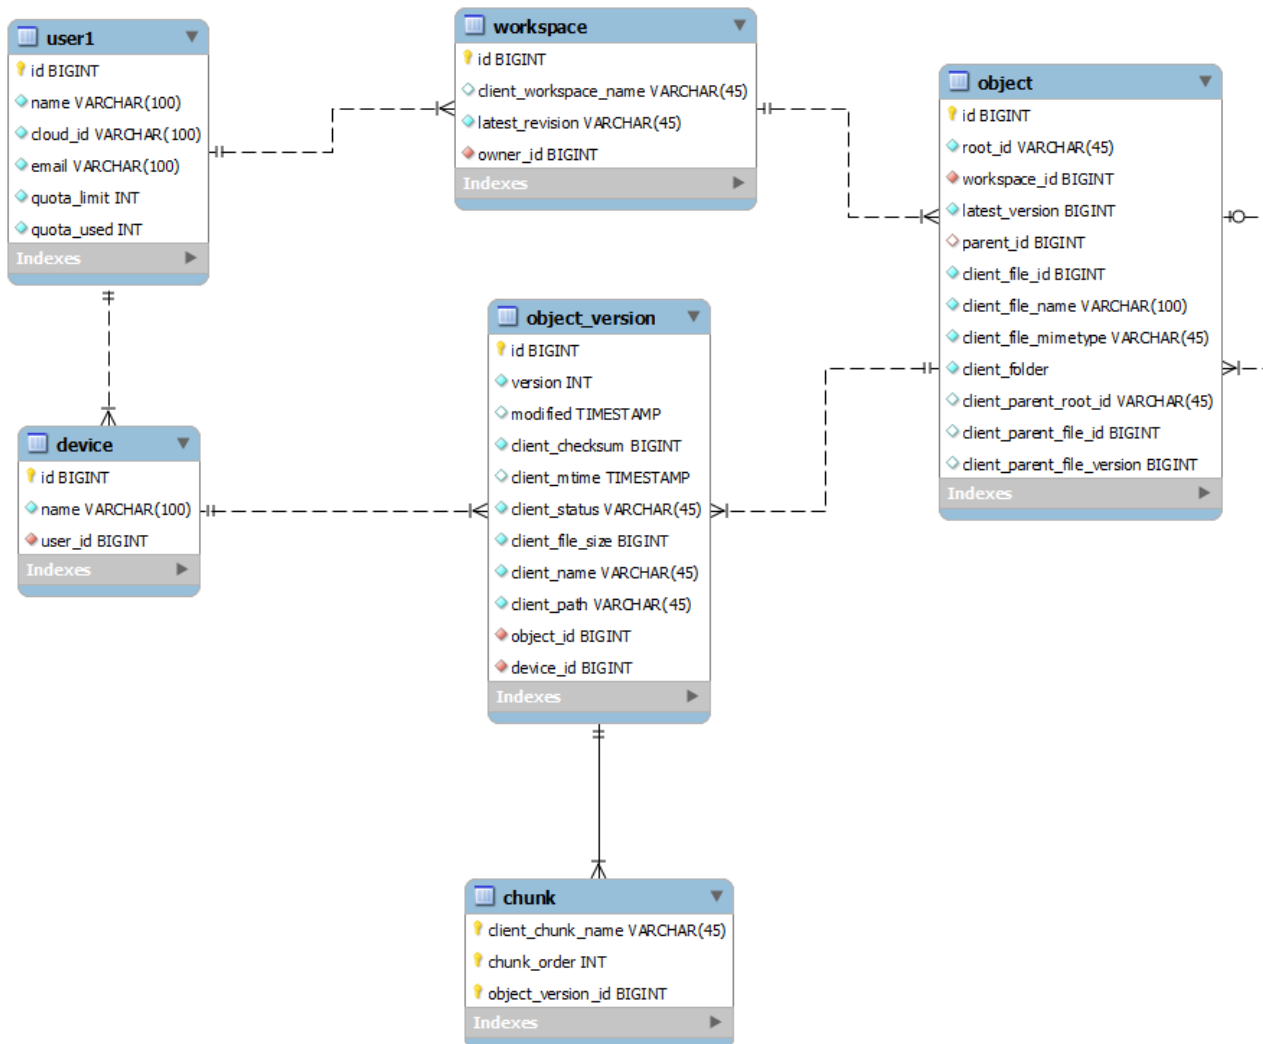 user1
id BIGINT
name VARCHAR(100)
cloud_id VARCHAR(100)
email VARCHAR(100)
quota_limit INT
quota_used INT
Indexes
workspace
id BIGINT
client_workspace_name VARCHAR(45)
latest_revision VARCHAR(45)
owner_id BIGINT
Indexes
object
id BIGINT
root_id VARCHAR(45)
workspace_id BIGINT
latest_version BIGINT
parent_id BIGINT
client_file_id BIGINT
client_file_name VARCHAR(100)
client_file_mimetype VARCHAR(45)
client_folder
client_parent_root_id VARCHAR(45)
client_parent_file_id BIGINT
client_parent_file_version BIGINT
Indexes
device
id BIGINT
name VARCHAR(100)
user_id BIGINT
Indexes
object_version
id BIGINT
version INT
modified TIMESTAMP
client_checksum BIGINT
client_mtime TIMESTAMP
client_status VARCHAR(45)
client_file_size BIGINT
client_name VARCHAR(45)
client_path VARCHAR(45)
object_id BIGINT
device_id BIGINT
Indexes
chunk
client_chunk_name VARCHAR(45)
chunk_order INT
object_version_id BIGINT
Indexes